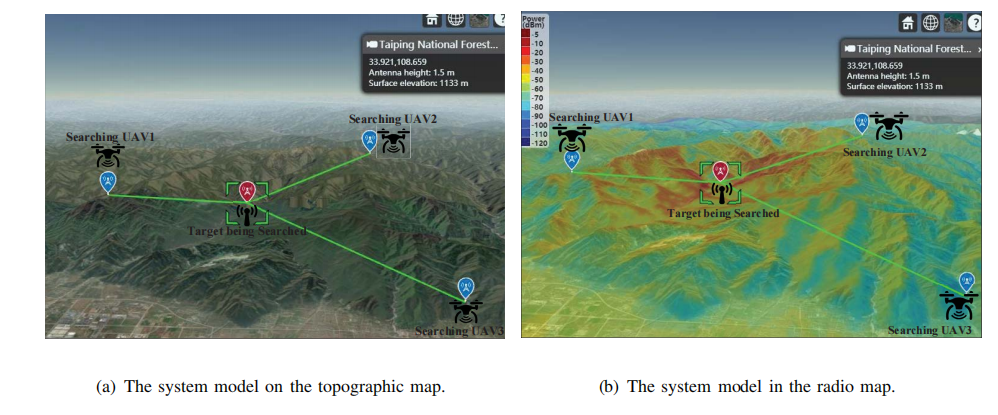 Taiping National Forest...
33.921,108.659
Antenna height: 1.5 m
Surface elevation: 1133 m
Searching UAV1
Searching UAV2
Target being Searched
Searching UAV3
(a) The system model on the topographic map.
Power
(dBm)
-5
-10
-20
-30
-40
-50
-60
-70
-80
-90
-100
-110
-120
Taiping National Forest...
33.921,108.659
Antenna height: 1.5 m
Surface elevation: 1133 m
Searching UAV1
Searching UAV2
Target being Searched
Searching UAV3
(b) The system model in the radio map.